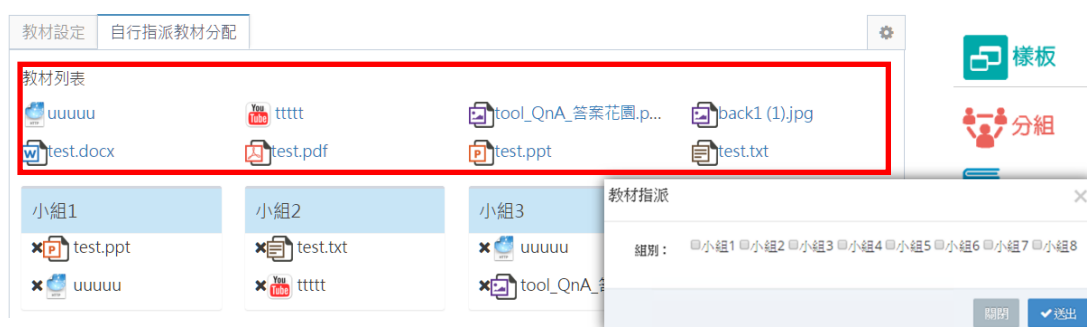 教材設定 自行指派教材分配
樣板
教材列表
uuuuu ttttt tool_QnA_答案花園.p... back1 (1).jpg
分組
test.docx test.pdf test.ppt test.txt
小組1 小組2 小組3
test.ppt test.txt uuuuu
uuuuu ttttt tool_QnA_
教材指派
組別： 小組1 小組2 小組3 小組4 小組5 小組6 小組7 小組8
關閉 送出